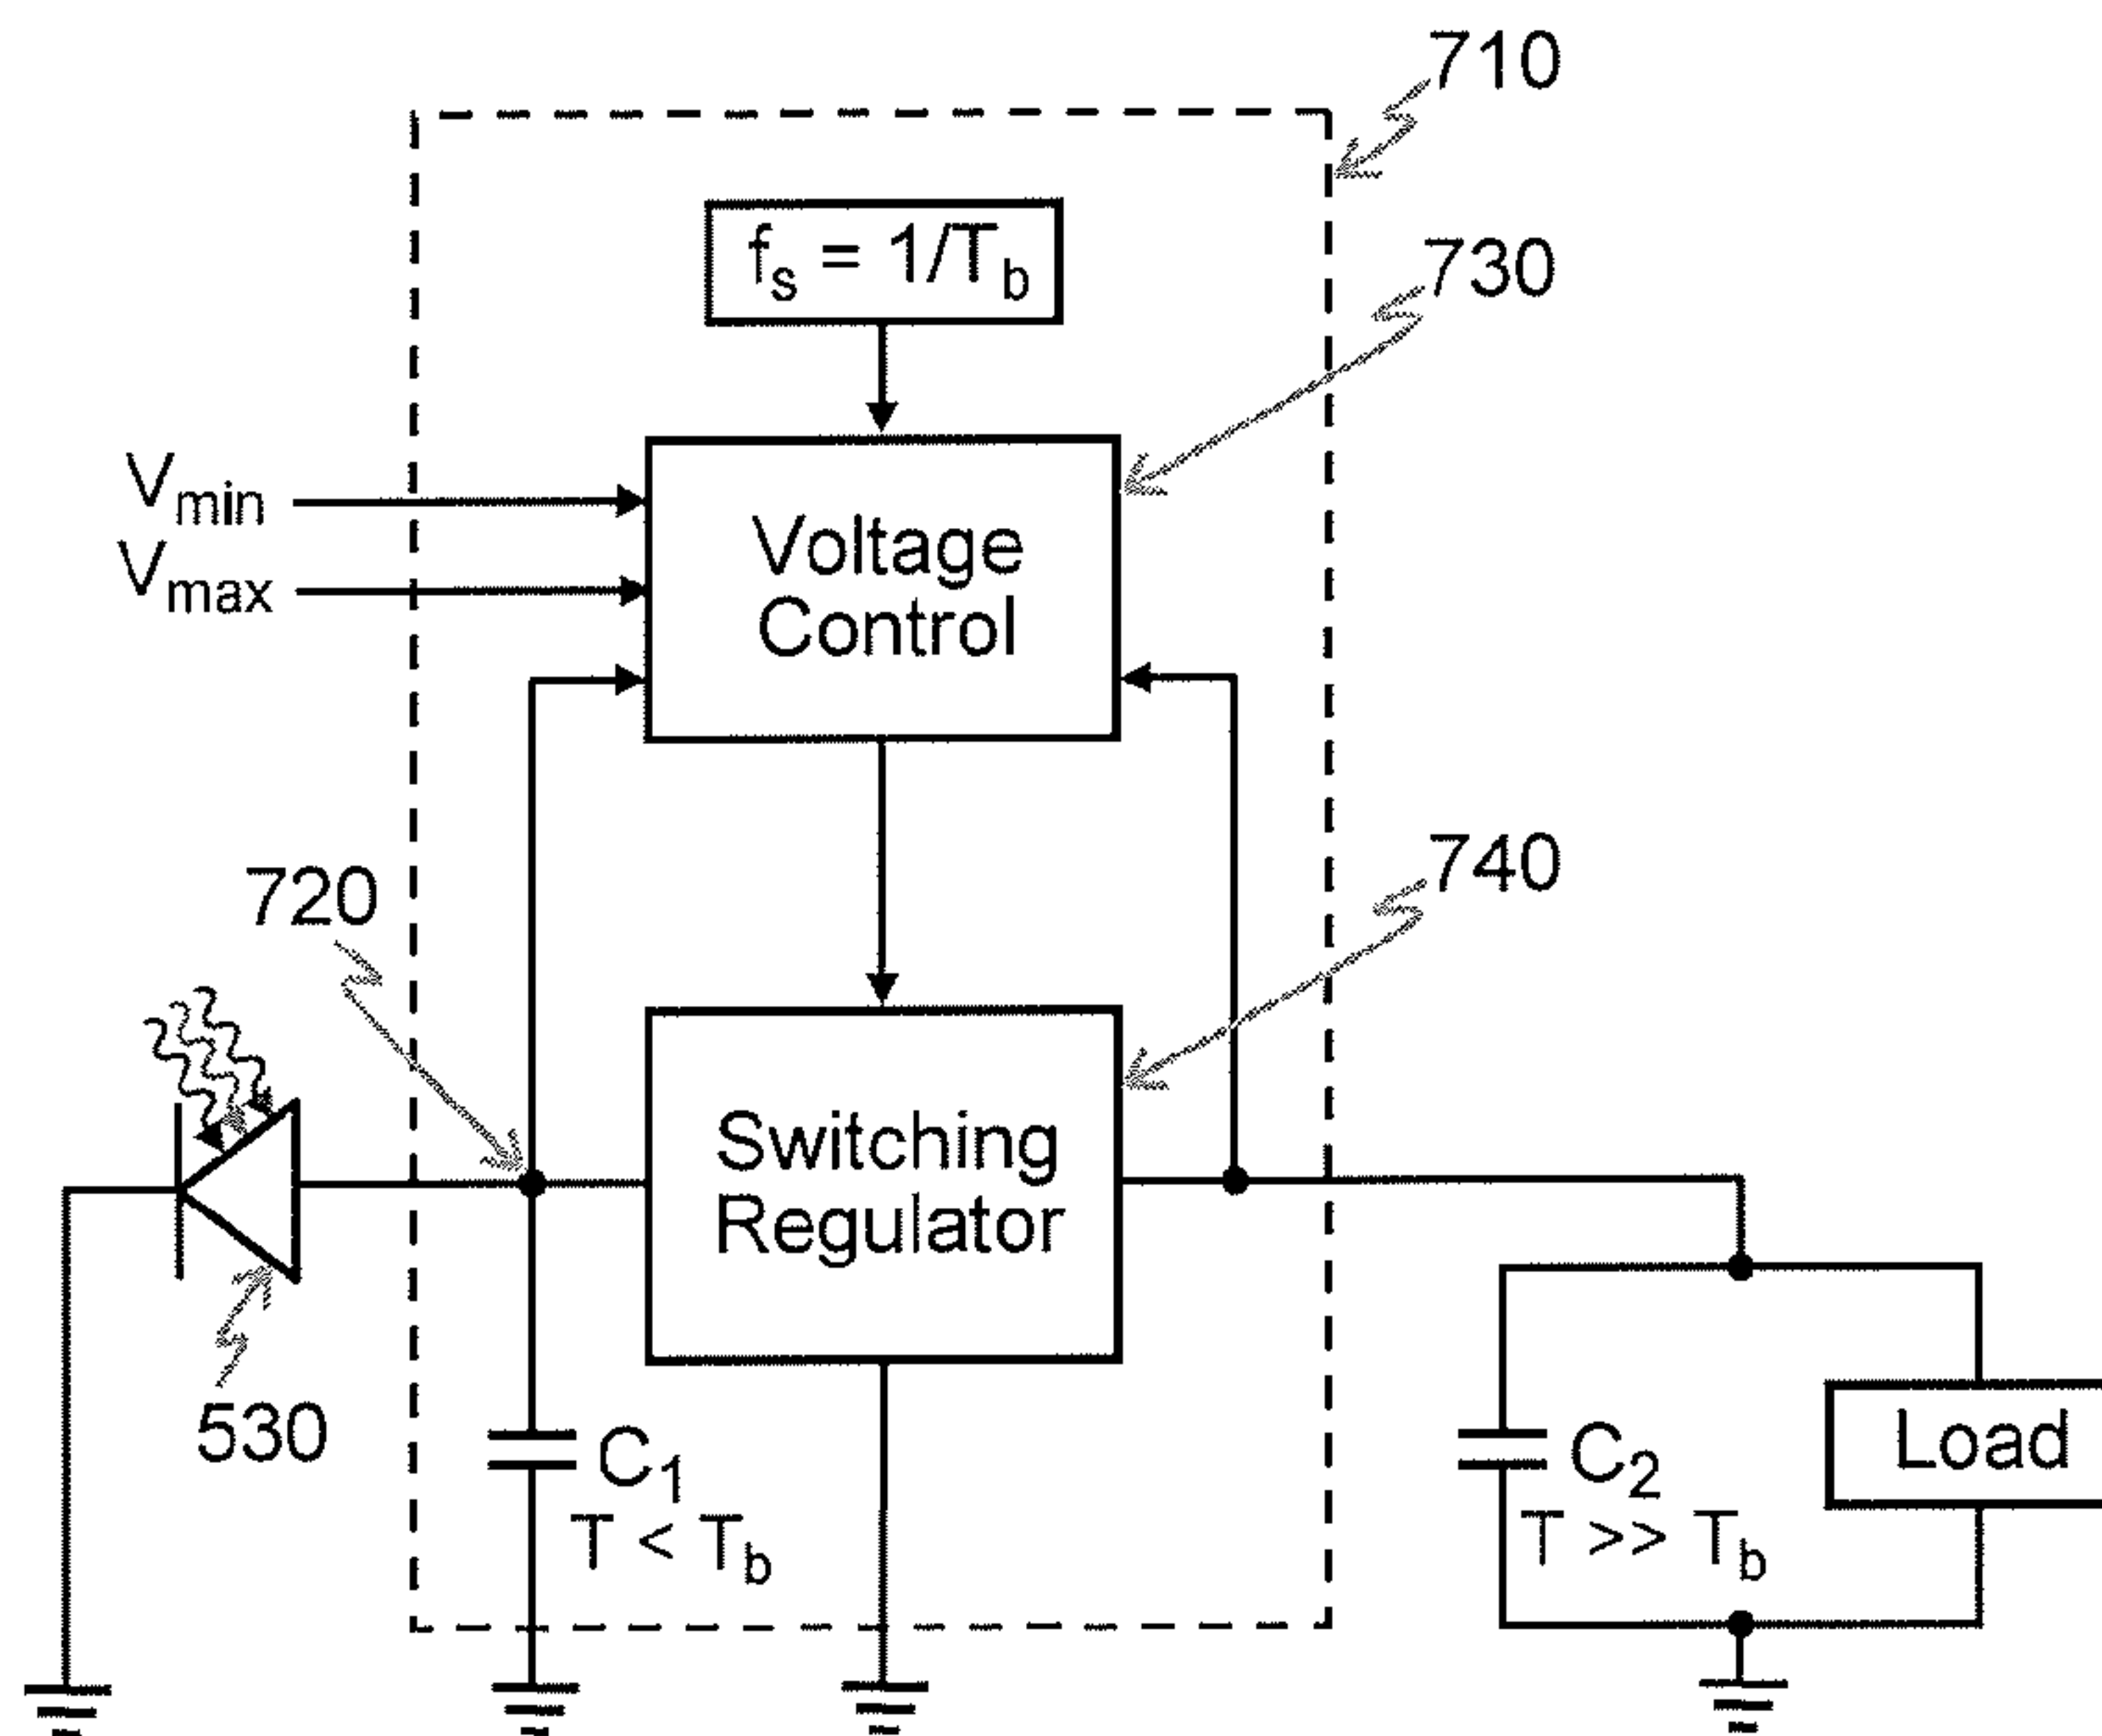 710
f_s = 1/T_b
730
V_min
V_max
Voltage
Control
740
720
Switching
Regulator
530
C_1
T < T_b
C_2
T >> T_b
Load